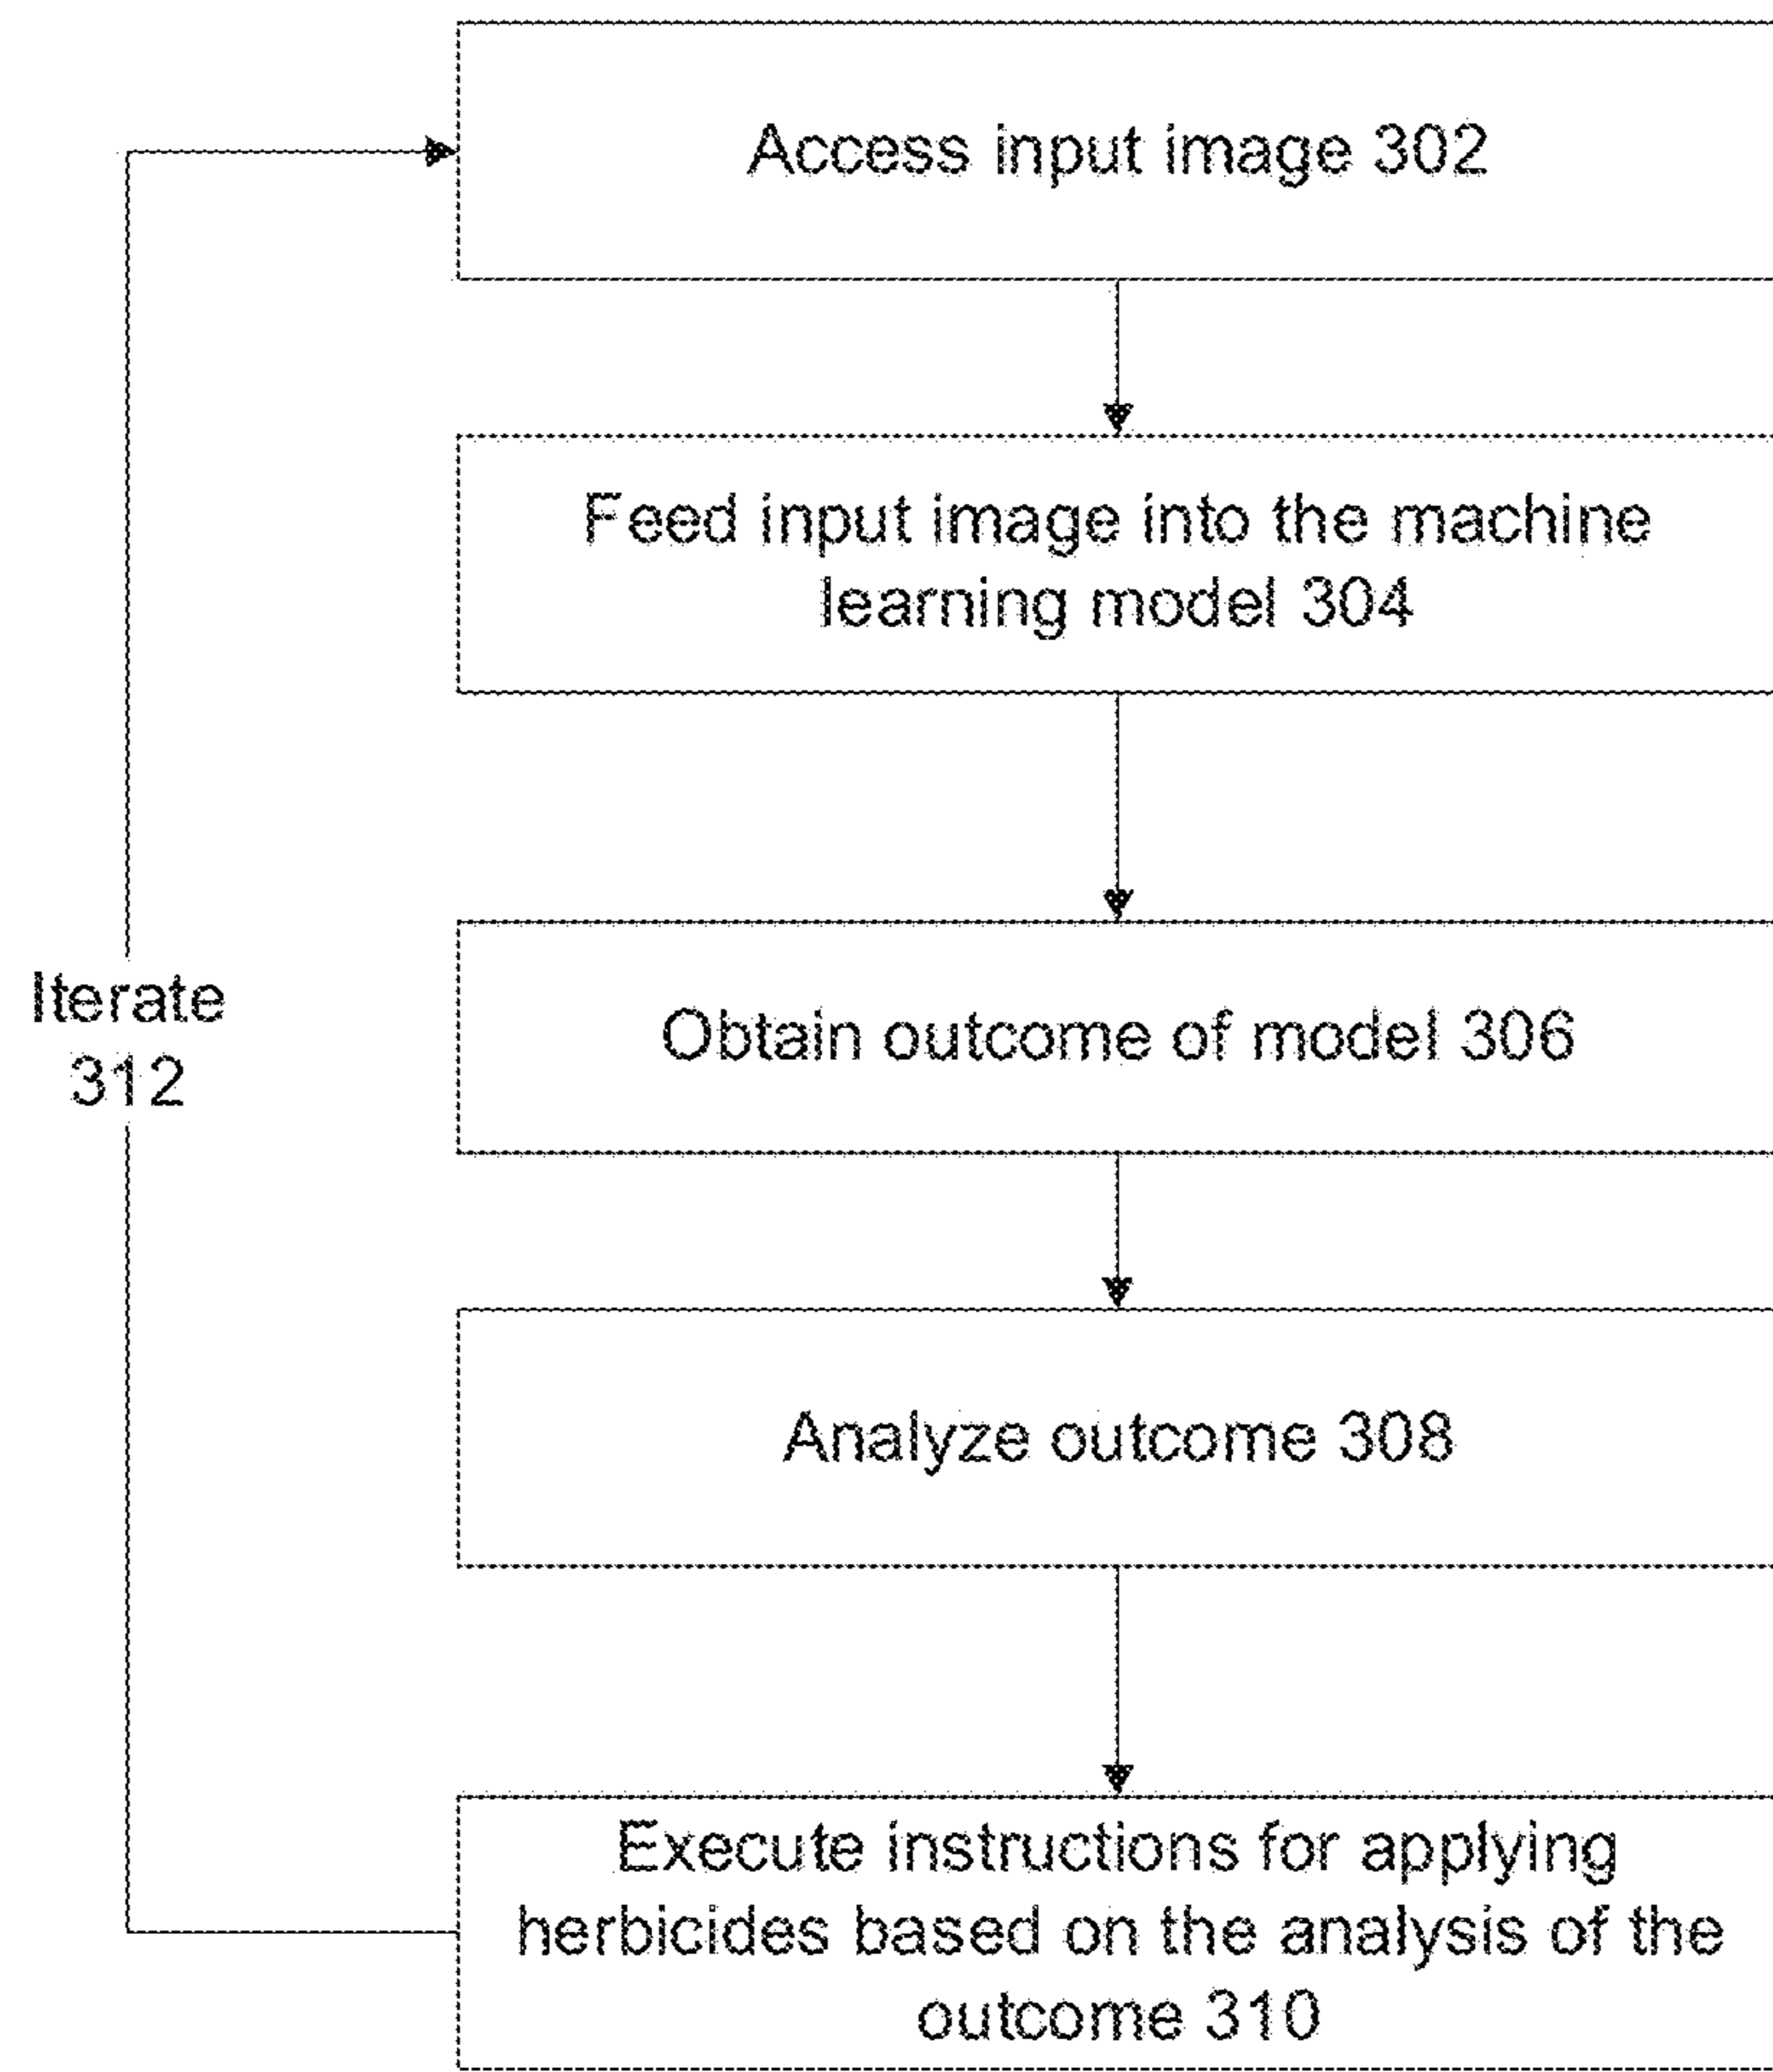 Access input image 302
Feed input image into the machine
learning model 304
Iterate
312
Obtain outcome of model 306
Analyze outcome 308
Execute instructions for applying
herbicides based on the analysis of the
outcome 310